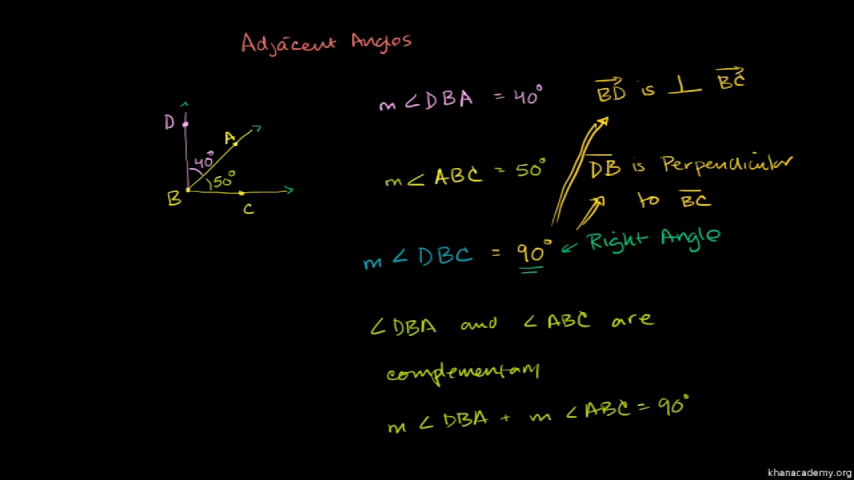 Adjacent Angles
D
A
40°
50°
B
C
m∠DBA = 40°
BD is ⊥ BC
m∠ABC = 50°
DB is Perpendicular
to BC
m∠DBC = 90°
Right Angle
∠DBA and ∠ABC are
complementary
m∠DBA + m∠ABC = 90°
khanacademy.org